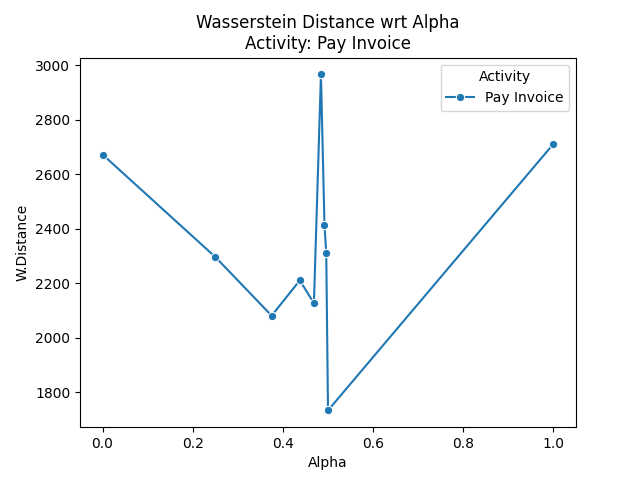 Wasserstein Distance wrt Alpha
Activity: Pay Invoice
Activity
Pay Invoice
W.Distance
3000
2800
2600
2400
2200
2000
1800
0.0 0.2 0.4 0.6 0.8 1.0
Alpha